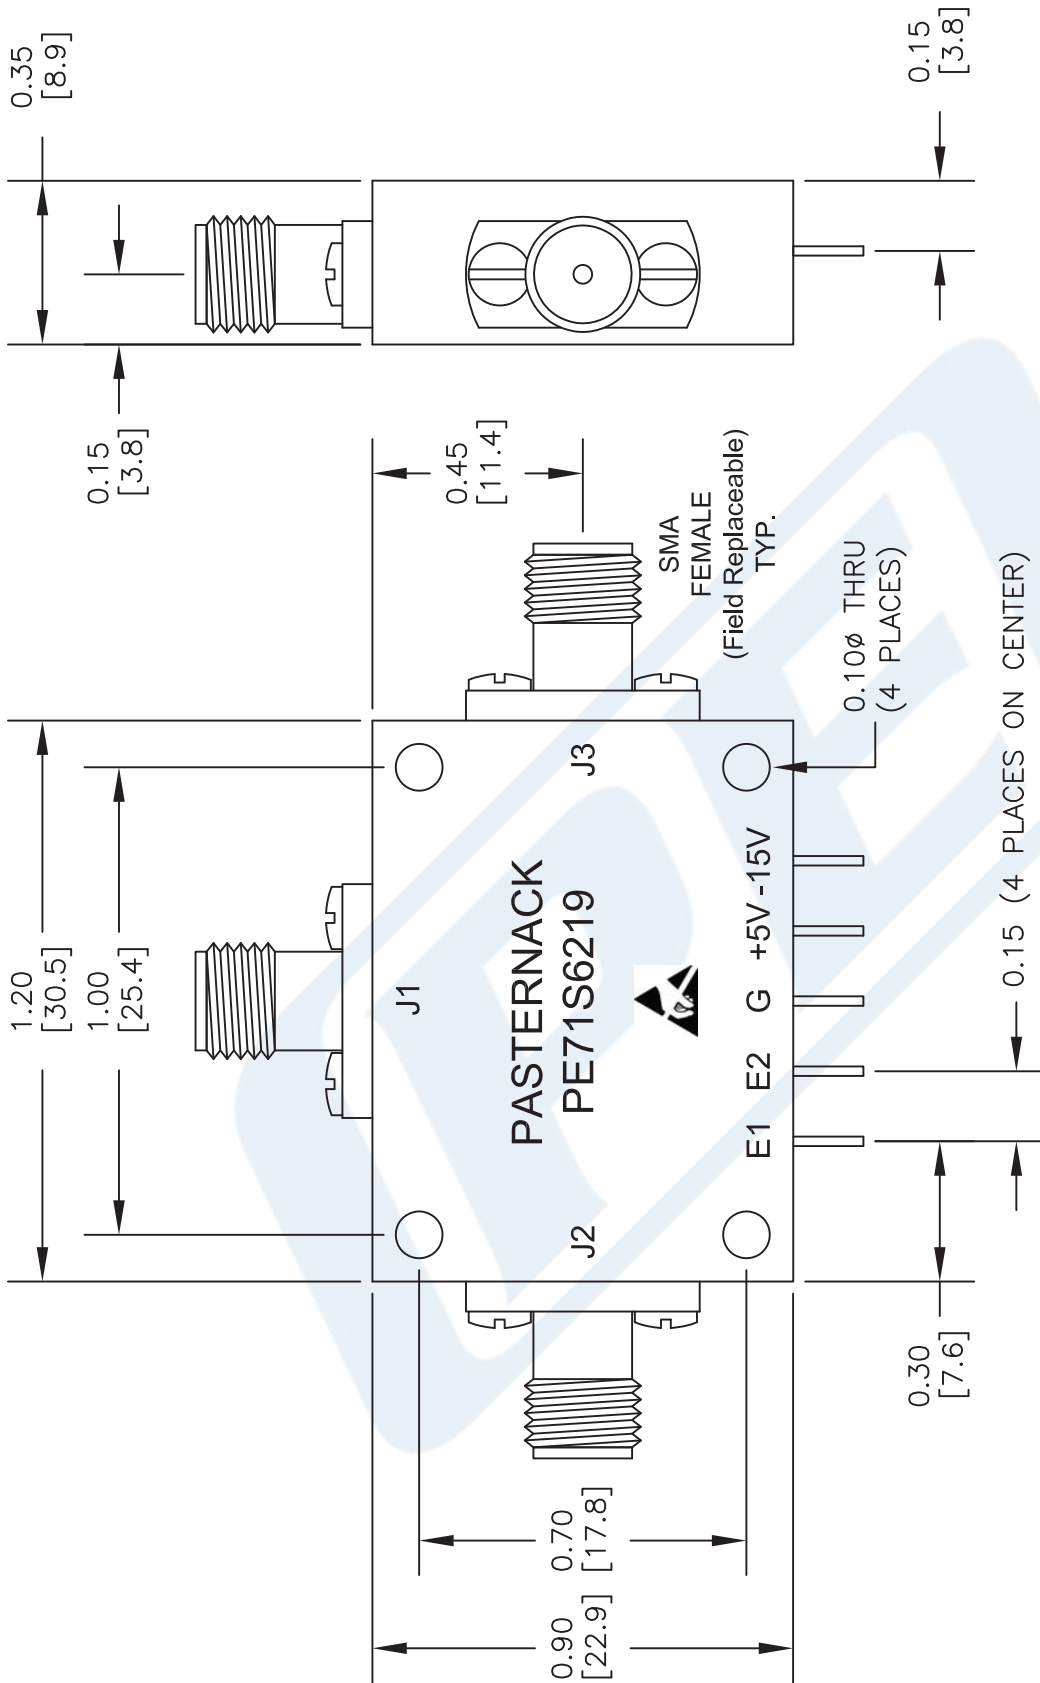 1.20
[30.5]
1.00
[25.4]
0.35
[8.9]
0.15
[3.8]
J1
0.45
[11.4]
0.90
[22.9]
0.70
[17.8]
J2
PASTERNACK
PE71S6219
J3
SMA
FEMALE
(Field Replaceable)
TYP.
E1 E2 G +5V -15V
0.10ø THRU
(4 PLACES)
0.30
[7.6]
0.15 (4 PLACES ON CENTER)
0.15
[3.8]
PE